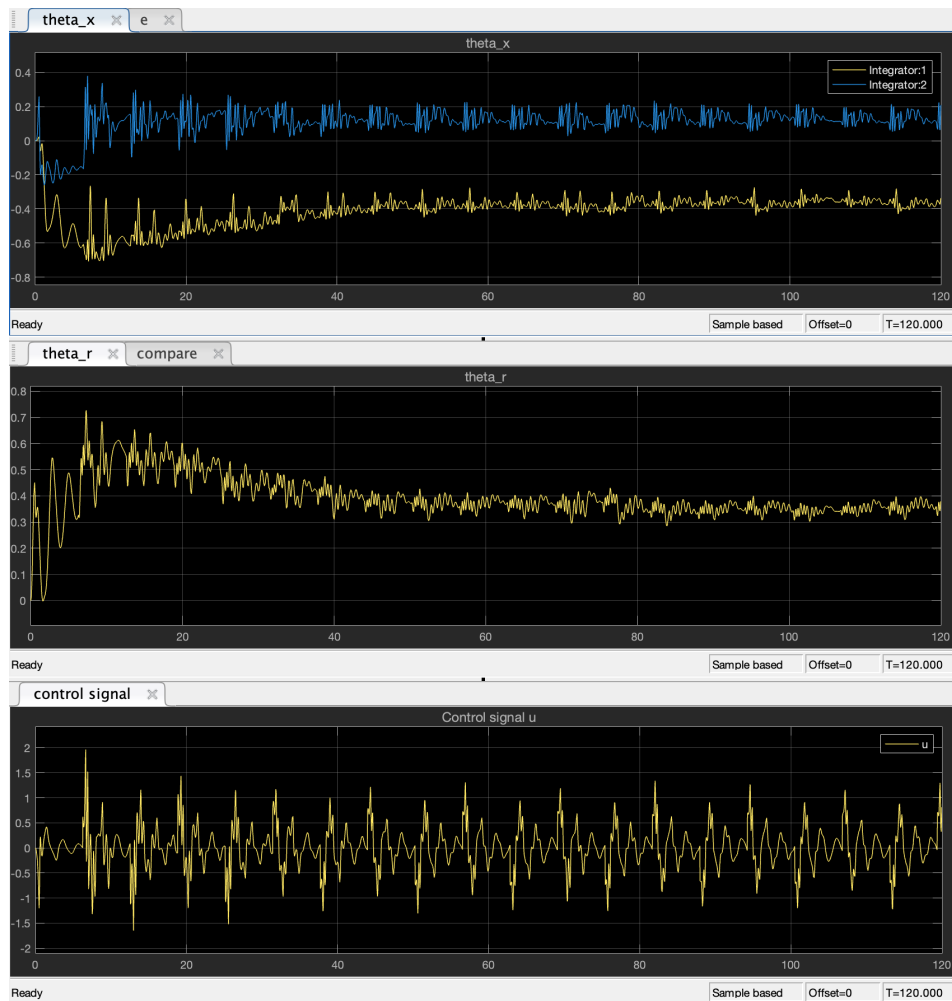 theta_x e
theta_x
Integrator:1
Integrator:2
0.4
0.2
0
-0.2
-0.4
-0.6
-0.8
0 20 40 60 80 100 120
Ready Sample based Offset=0 T=120.000
theta_r compare
theta_r
0.8
0.7
0.6
0.5
0.4
0.3
0.2
0.1
0
0 20 40 60 80 100 120
Ready Sample based Offset=0 T=120.000
control signal
Control signal u
u
2
1.5
1
0.5
0
-0.5
-1
-1.5
-2
0 20 40 60 80 100 120
Ready Sample based Offset=0 T=120.000